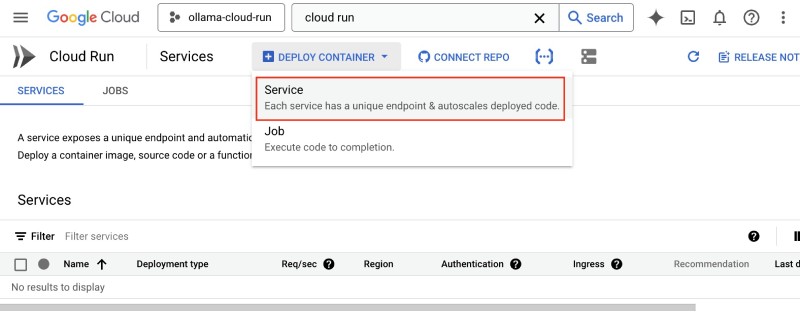 Google Cloud
ollama-cloud-run
cloud run
Search
Cloud Run
Services
DEPLOY CONTAINER
CONNECT REPO
RELEASE NOT
SERVICES
JOBS
Service
Each service has a unique endpoint & autoscales deployed code.
Job
Execute code to completion.
A service exposes a unique endpoint and automatic
Deploy a container image, source code or a function
Services
Filter
Filter services
Name
Deployment type
Req/sec
Region
Authentication
Ingress
Recommendation
Last d
No results to display